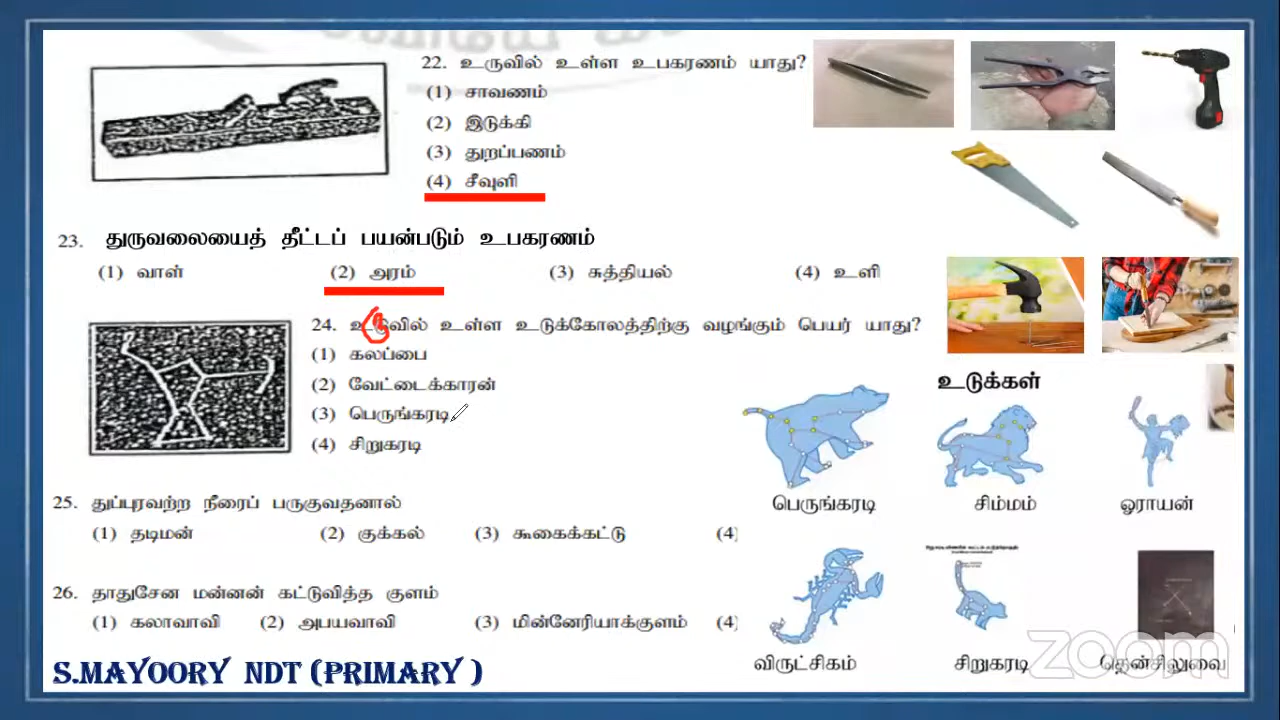 22. உருவில் உள்ள உபகரணம் யாது?
(1) சாவணம்
(2) இடுக்கி
(3) துறப்பணம்
(4) சீவுளி
23. துருவலையைத் தீட்டப் பயன்படும் உபகரணம்
(1) வாள் (2) அரம் (3) சுத்தியல் (4) உளி
24. உருவில் உள்ள உடுக்கோலத்திற்கு வழங்கும் பெயர் யாது?
(1) கலப்பை
(2) வேட்டைக்காரன்
(3) பெருங்கரடி
(4) சிறுகரடி
உடுக்கள்
பெருங்கரடி சிம்மம் ஓராயன்
25. துப்புரவற்ற நீரைப் பருகுவதனால்
(1) தடிமன் (2) குக்கல் (3) கூகைக்கட்டு (4)
26. தாதுசேன மன்னன் கட்டுவித்த குளம்
(1) கலாவாவி (2) அபயவாவி (3) மின்னேரியாக்குளம் (4)
விருட்சிகம் சிறுகரடி தென்சிலுவை
S.MAYOORY NDT (PRIMARY )
zoom